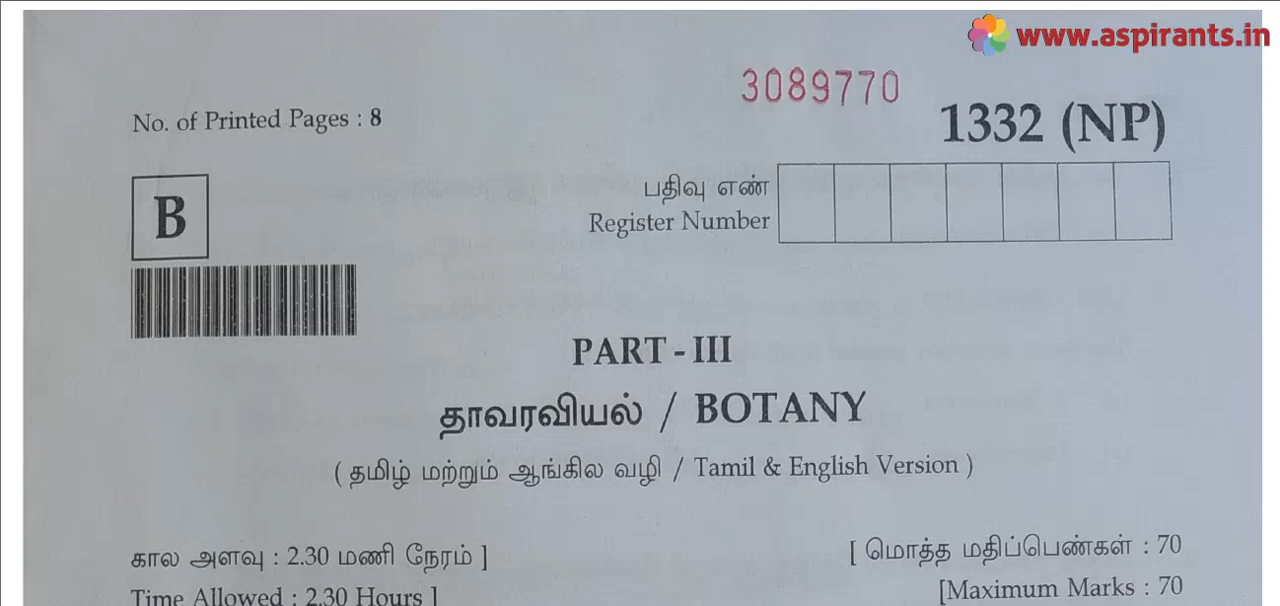 www.aspirants.in
3089770
No. of Printed Pages : 8
1332 (NP)
B
பதிவு எண்
Register Number
PART - III
தாவரவியல் / BOTANY
( தமிழ் மற்றும் ஆங்கில வழி / Tamil & English Version )
கால அளவு : 2.30 மணி நேரம் ]
[ மொத்த மதிப்பெண்கள் : 70
Time Allowed : 2.30 Hours ]
[Maximum Marks : 70